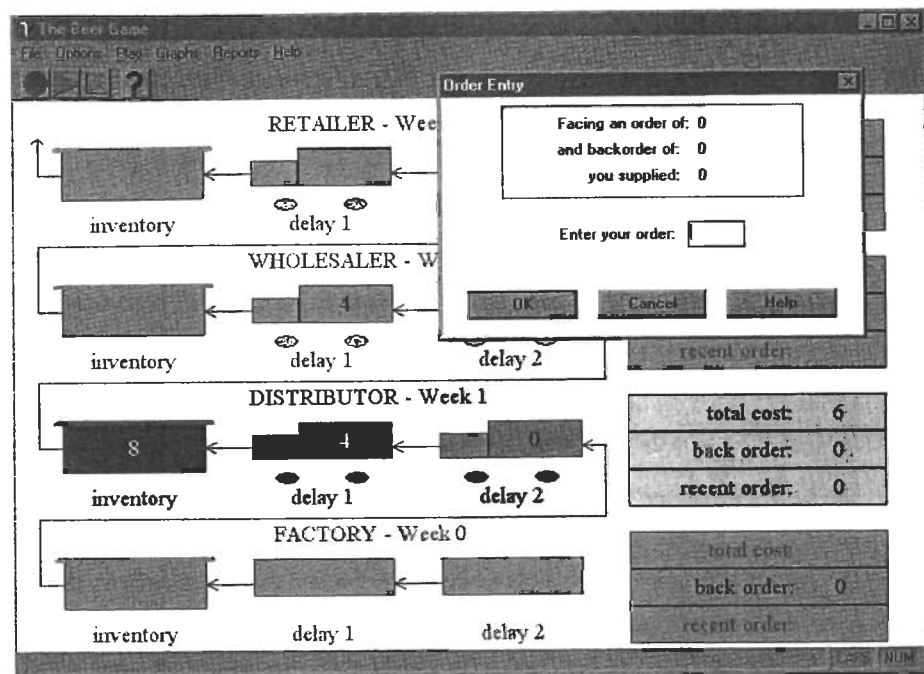 The Beer Game
File Options Play Graphs Reports Help
?
Order Entry
Facing an order of: 0
and backorder of: 0
you supplied: 0
Enter your order:
OK Cancel Help
RETAILER - Wee
inventory delay 1
WHOLESALER - W
4
delay 1 delay 2
recent order:
DISTRIBUTOR - Week 1
8 4 0
inventory delay 1 delay 2
total cost: 6
back order: 0
recent order: 0
FACTORY - Week 0
inventory delay 1 delay 2
total cost:
back order: 0
recent order:
NUM